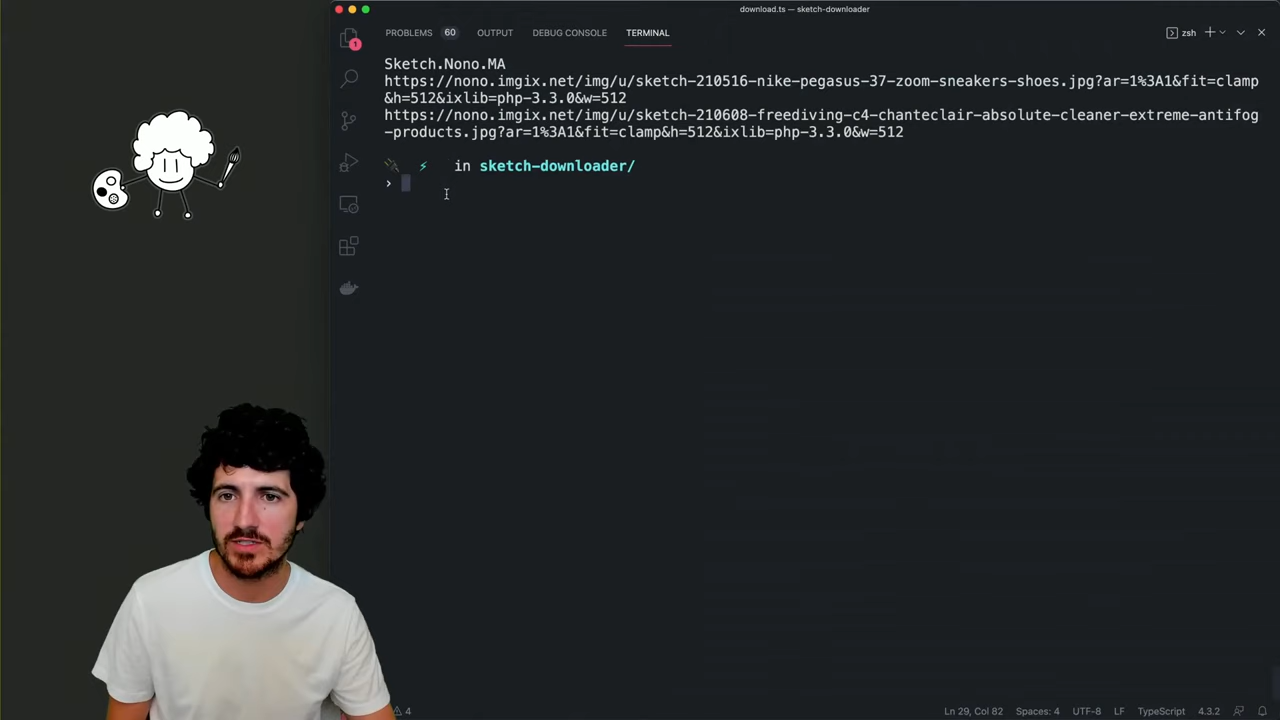 download.ts — sketch-downloader
PROBLEMS 60 OUTPUT DEBUG CONSOLE TERMINAL zsh
1
Sketch.Nono.MA
https://nono.imgix.net/img/u/sketch-210516-nike-pegasus-37-zoom-sneakers-shoes.jpg?ar=1%3A1&fit=clamp
&h=512&ixlib=php-3.3.0&w=512
https://nono.imgix.net/img/u/sketch-210608-freediving-c4-chanteclair-absolute-cleaner-extreme-antifog
-products.jpg?ar=1%3A1&fit=clamp&h=512&ixlib=php-3.3.0&w=512
in sketch-downloader/
›
4 Ln 29, Col 82 Spaces: 4 UTF-8 LF TypeScript 4.3.2